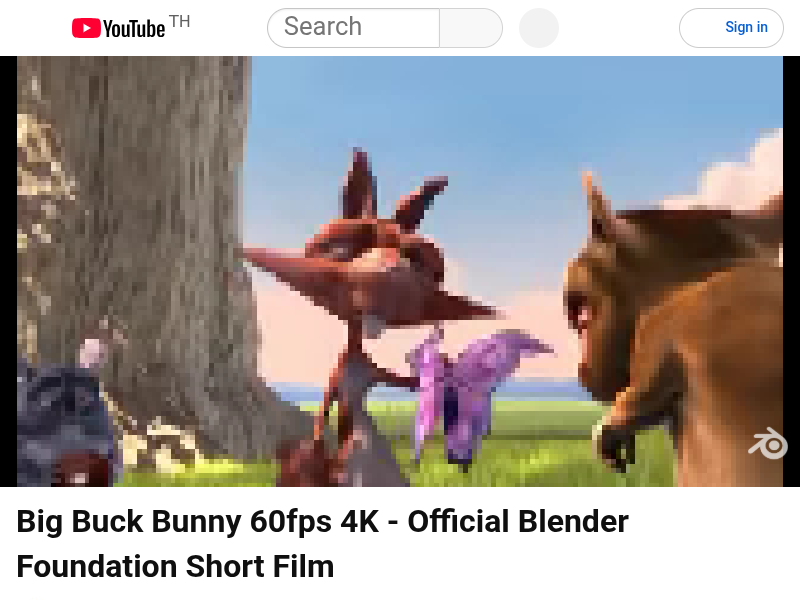 YouTube TH
Search
Sign in
Big Buck Bunny 60fps 4K - Official Blender
Foundation Short Film